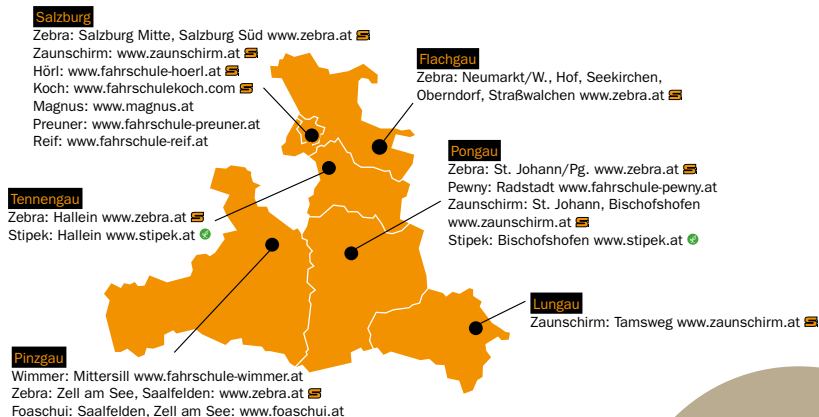 Salzburg
Zebra: Salzburg Mitte, Salzburg Süd www.zebra.at
Zaunschirm: www.zaunschirm.at
Hörl: www.fahrschule-hoerl.at
Koch: www.fahrschulekoch.com
Magnus: www.magnus.at
Preuner: www.fahrschule-preuner.at
Reif: www.fahrschule-reif.at
Flachgau
Zebra: Neumarkt/W., Hof, Seekirchen,
Oberndorf, Straßwalchen www.zebra.at
Pongau
Zebra: St. Johann/Pg. www.zebra.at
Pewny: Radstadt www.fahrschule-pewny.at
Zaunschirm: St. Johann, Bischofshofen
www.zaunschirm.at
Stipek: Bischofshofen www.stipek.at
Tennengau
Zebra: Hallein www.zebra.at
Stipek: Hallein www.stipek.at
Lungau
Zaunschirm: Tamsweg www.zaunschirm.at
Pinzgau
Wimmer: Mittersill www.fahrschule-wimmer.at
Zebra: Zell am See, Saalfelden: www.zebra.at
Foaschui: Saalfelden, Zell am See: www.foaschui.at